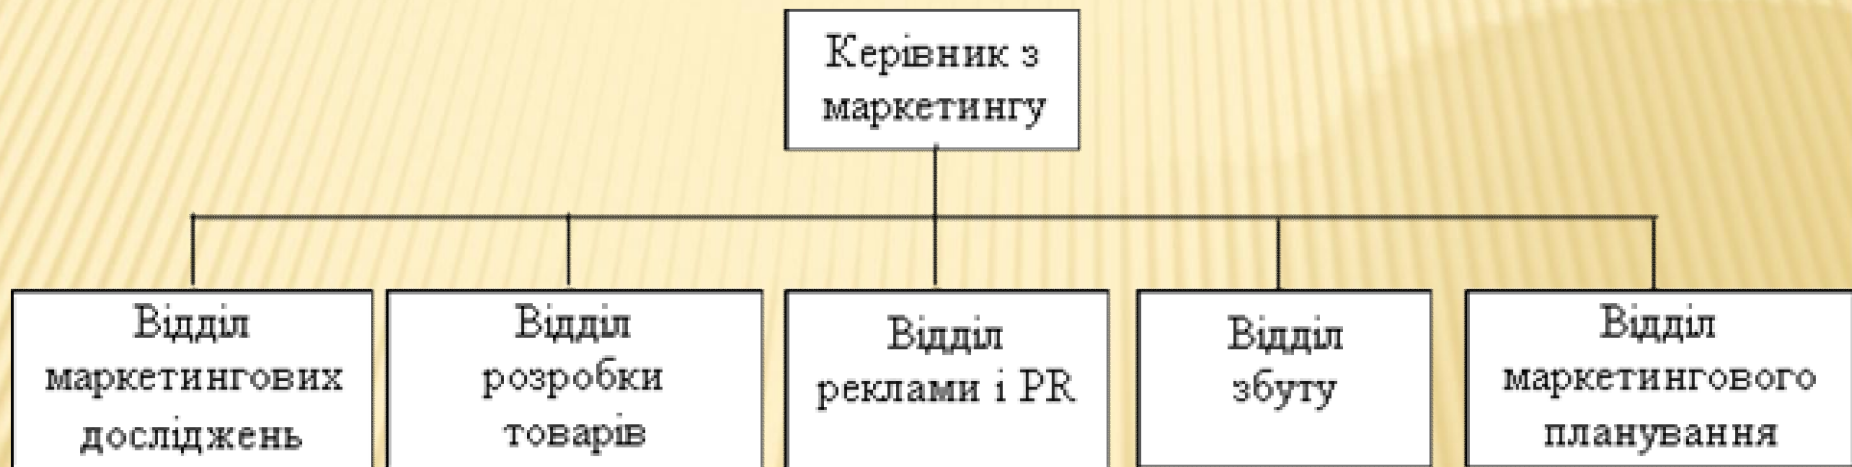 Керівник з
маркетингу
Відділ
маркетингових
досліджень
Відділ
розробки
товарів
Відділ
реклами і PR
Відділ
збуту
Відділ
маркетингового
планування